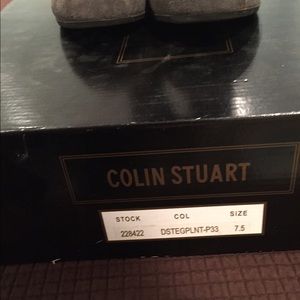 COLIN STUART
STOCK COL SIZE
228422 DSTEGPLNT-P33 7.5